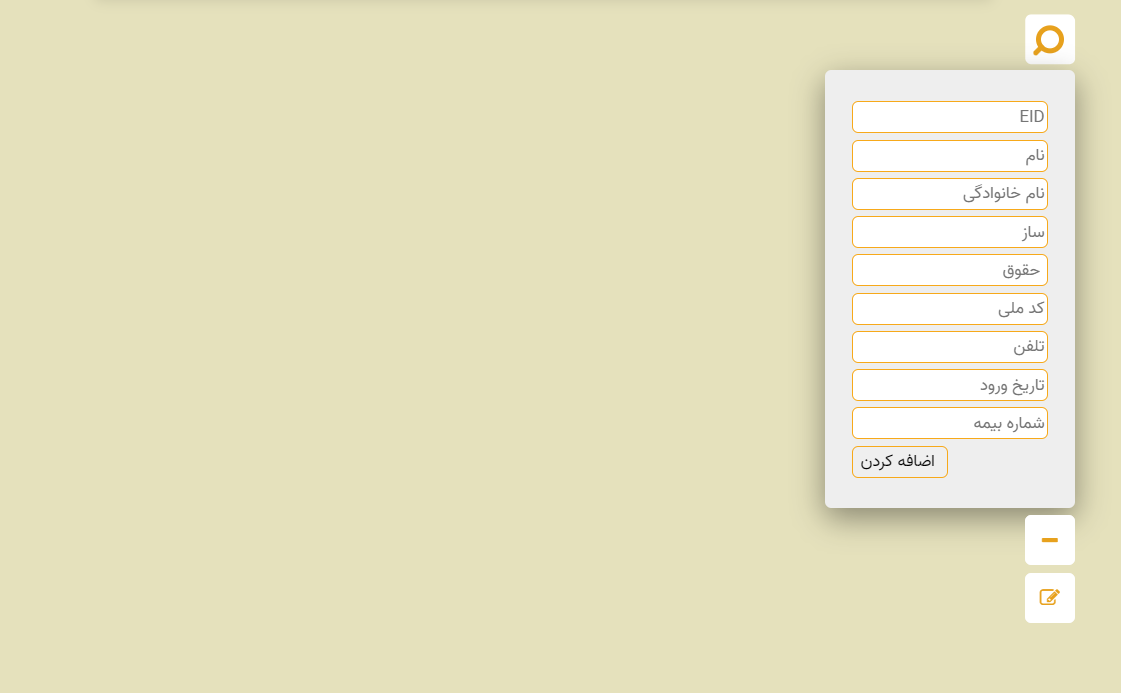 EID
نام
نام خانوادگی
ساز
حقوق
کد ملی
تلفن
تاریخ ورود
شماره بیمه
اضافه کردن